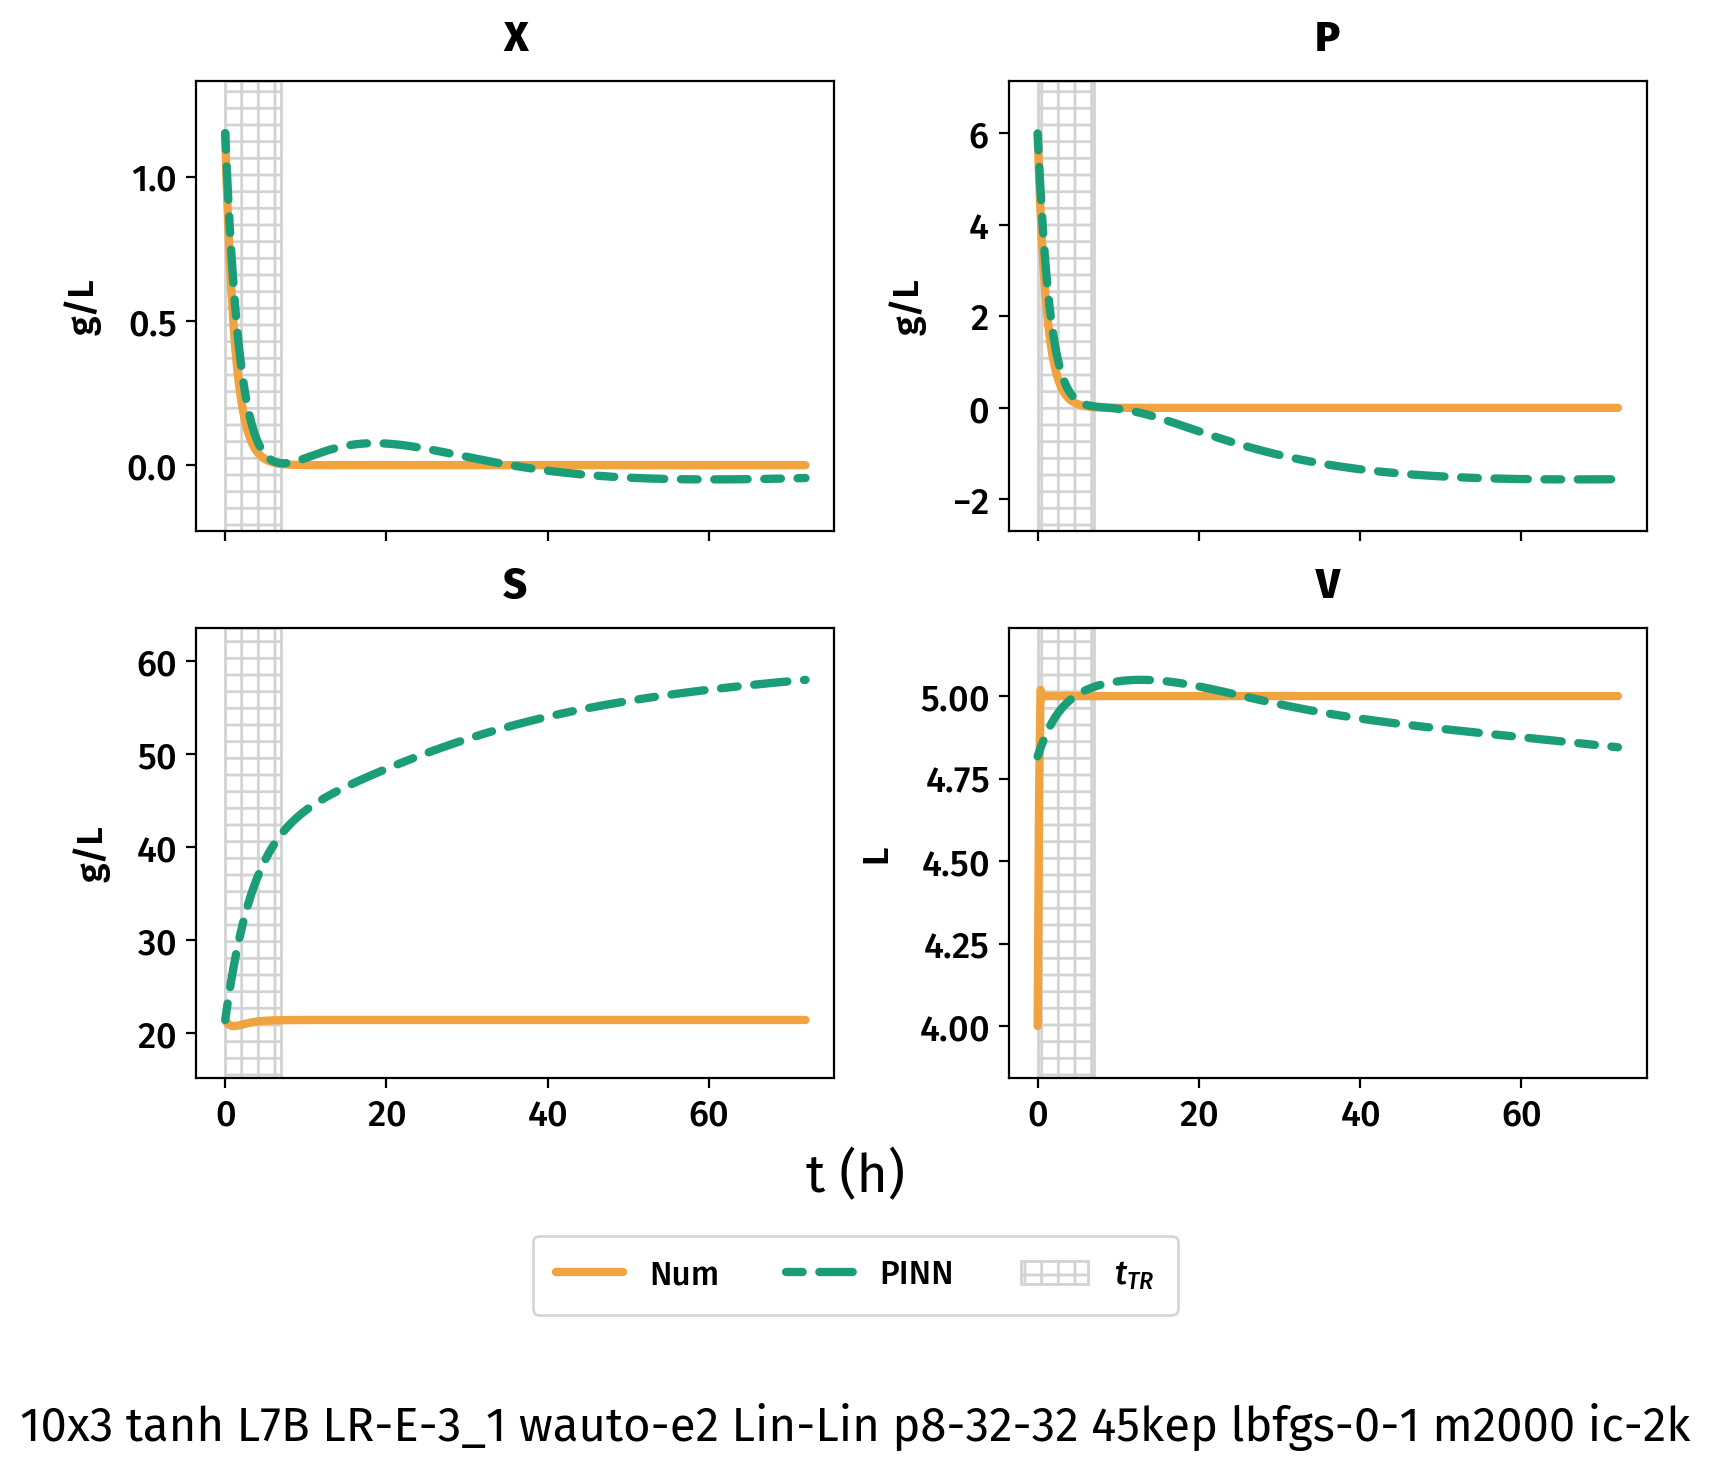 X
P
g/L
1.0
0.5
0.0
g/L
6
4
2
0
−2
S
V
g/L
60
50
40
30
20
0
20
40
60
L
5.00
4.75
4.50
4.25
4.00
0
20
40
60
t (h)
Num
PINN
t_TR
10x3 tanh L7B LR-E-3_1 wauto-e2 Lin-Lin p8-32-32 45kep lbfgs-0-1 m2000 ic-2k